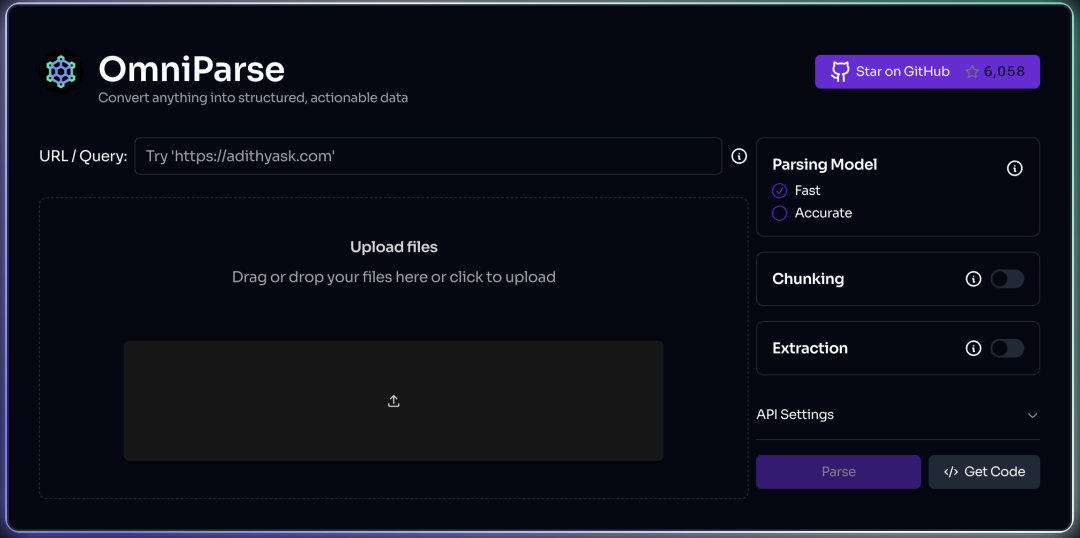 OmniParse
Convert anything into structured, actionable data
Star on GitHub 6,058
URL / Query: Try 'https://adithyask.com'
Upload files
Drag or drop your files here or click to upload
Parsing Model
Fast
Accurate
Chunking
Extraction
API Settings
Parse
</> Get Code